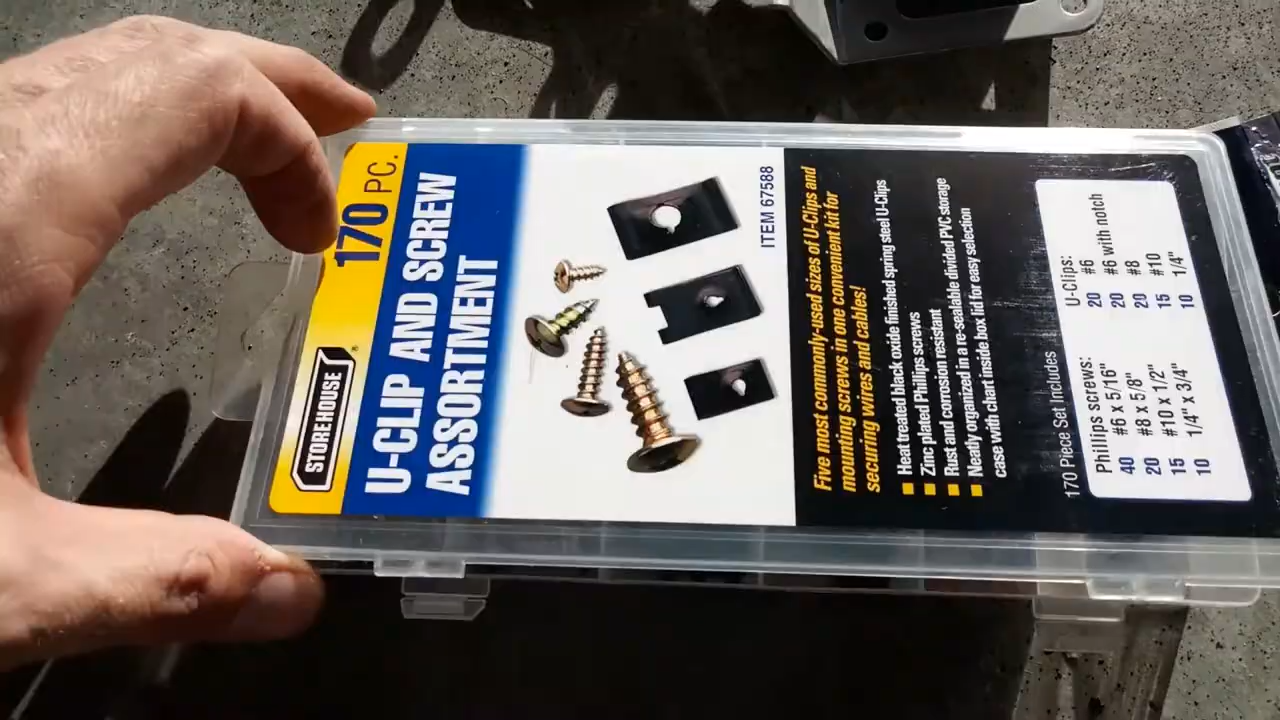 170 PC.
STOREHOUSE®
U-CLIP AND SCREW
ASSORTMENT
ITEM 67588
Five most commonly-used sizes of U-Clips and
mounting screws in one convenient kit for
securing wires and cables!
Heat treated black oxide finished spring steel U-Clips
Zinc plated Phillips screws
Rust and corrosion resistant
Neatly organized in a re-sealable divided PVC storage
case with chart inside box lid for easy selection
170 Piece Set Includes
Phillips screws:
40 #6 x 5/16"
20 #8 x 5/8"
15 #10 x 1/2"
10 1/4" x 3/4"
U-Clips:
20 #6
20 #6 with notch
20 #8
15 #10
10 1/4"